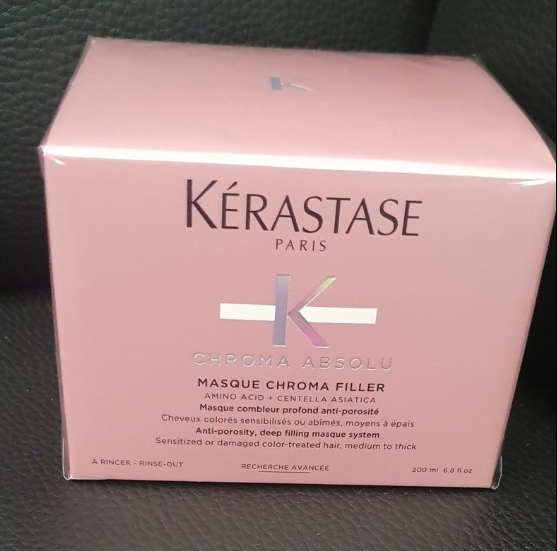 KÉRASTASE
PARIS
K
CHROMA ABSOLU
MASQUE CHROMA FILLER
AMINO ACID + CENTELLA ASIATICA
Masque combleur profond anti-porosité
Cheveux colorés sensibilisés ou abîmés, moyens à épais
Anti-porosity, deep filling masque system
Sensitized or damaged color-treated hair, medium to thick
À RINCER - RINSE-OUT RECHERCHE AVANCÉE 200 ml 6.8 fl.oz